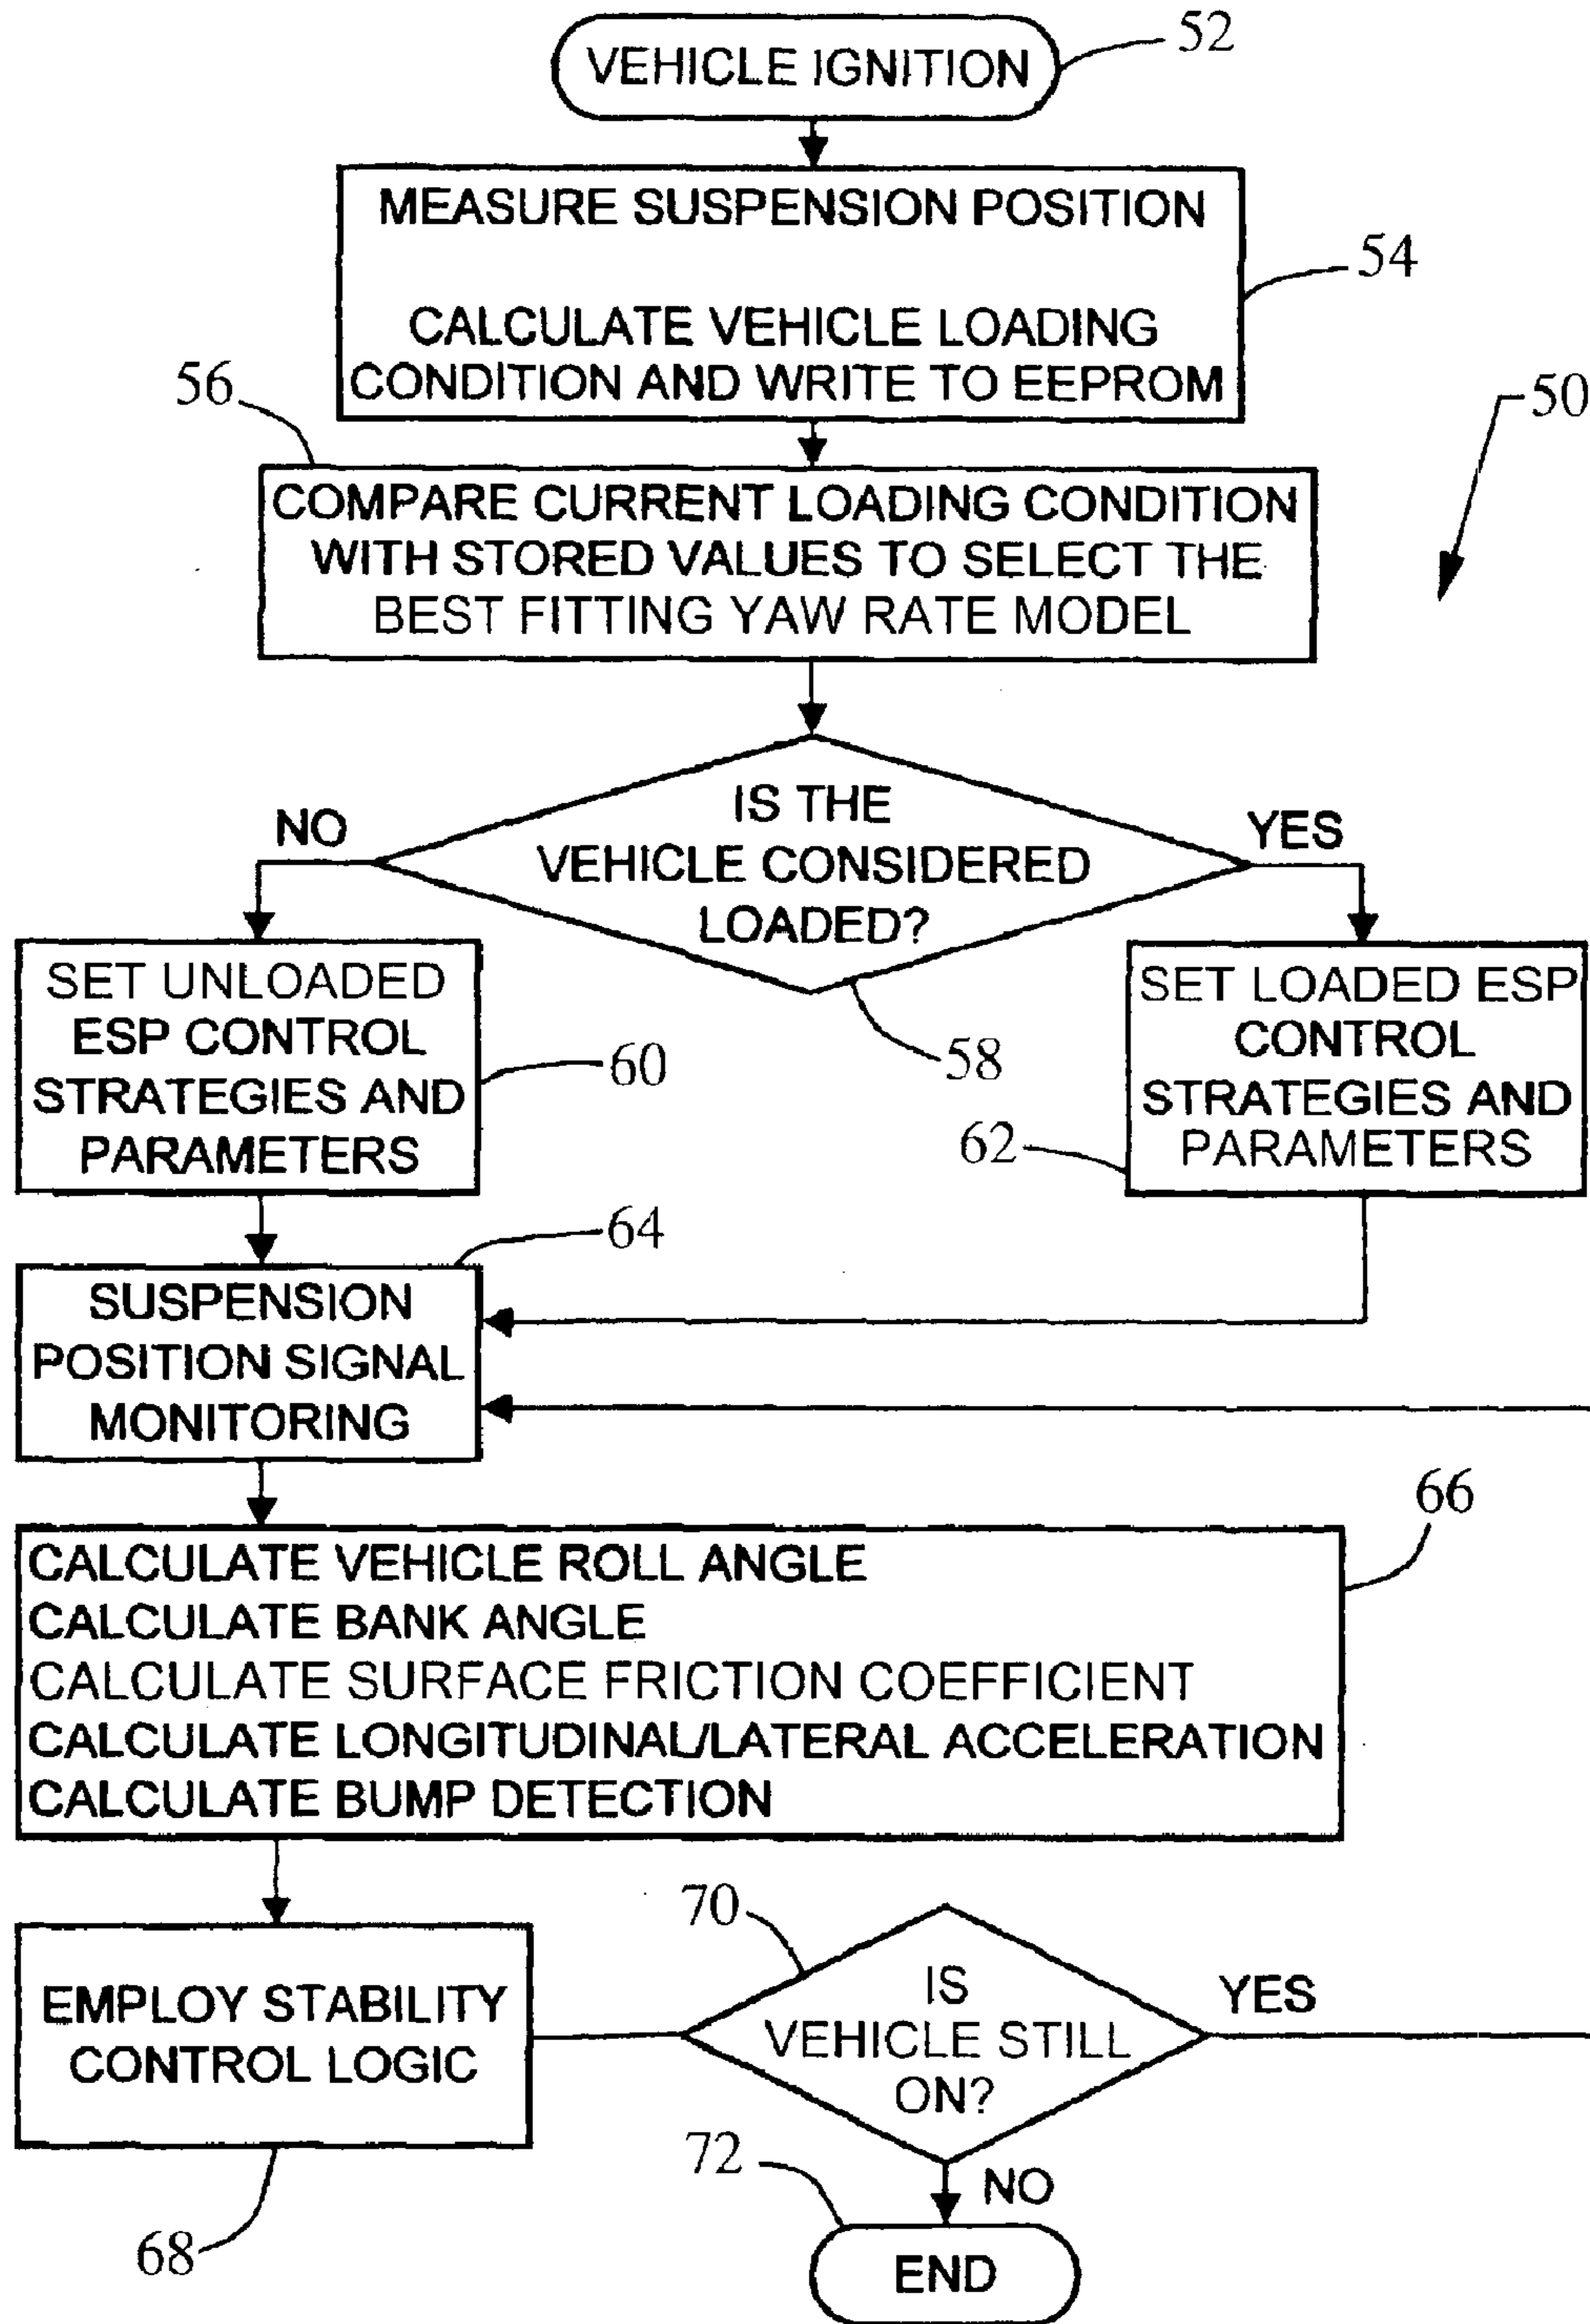 VEHICLE IGNITION
52
MEASURE SUSPENSION POSITION
CALCULATE VEHICLE LOADING
CONDITION AND WRITE TO EEPROM
54
56
50
COMPARE CURRENT LOADING CONDITION
WITH STORED VALUES TO SELECT THE
BEST FITTING YAW RATE MODEL
IS THE
VEHICLE CONSIDERED
LOADED?
NO
YES
58
SET UNLOADED
ESP CONTROL
STRATEGIES AND
PARAMETERS
60
SET LOADED ESP
CONTROL
STRATEGIES AND
PARAMETERS
62
64
SUSPENSION
POSITION SIGNAL
MONITORING
66
CALCULATE VEHICLE ROLL ANGLE
CALCULATE BANK ANGLE
CALCULATE SURFACE FRICTION COEFFICIENT
CALCULATE LONGITUDINAL/LATERAL ACCELERATION
CALCULATE BUMP DETECTION
EMPLOY STABILITY
CONTROL LOGIC
68
70
IS
VEHICLE STILL
ON?
YES
NO
72
END